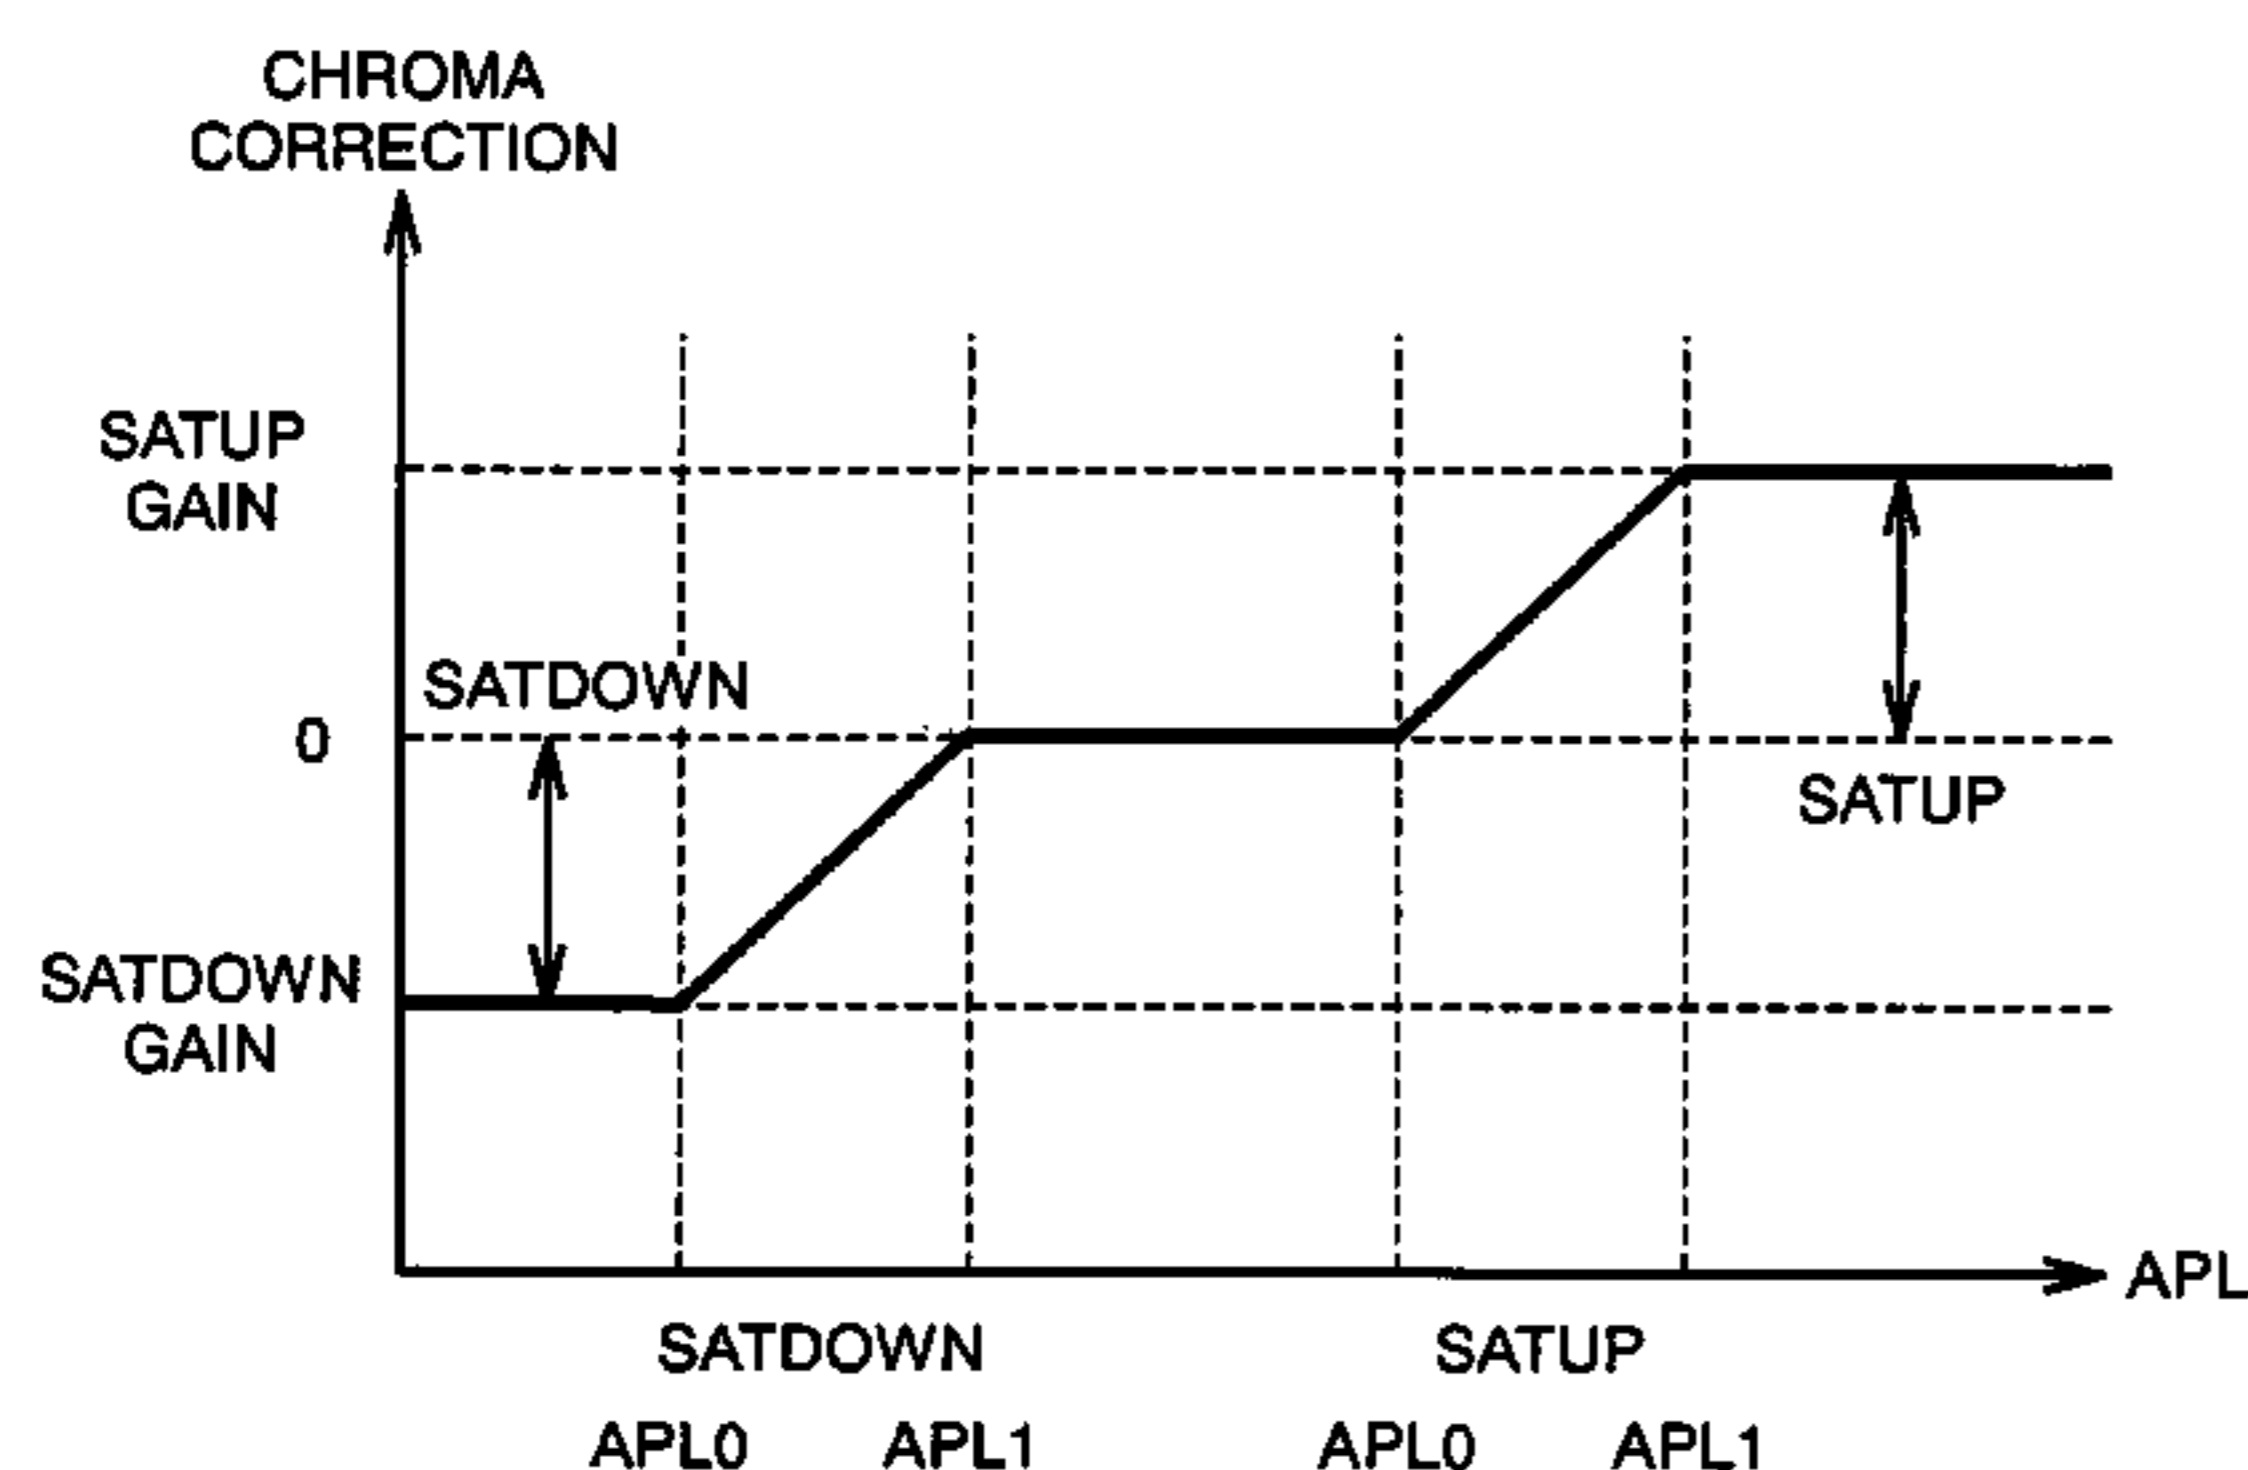 CHROMA
CORRECTION
SATUP
GAIN
SATDOWN
0
SATUP
SATDOWN
GAIN
APL
SATDOWN
SATUP
APL0
APL1
APL0
APL1